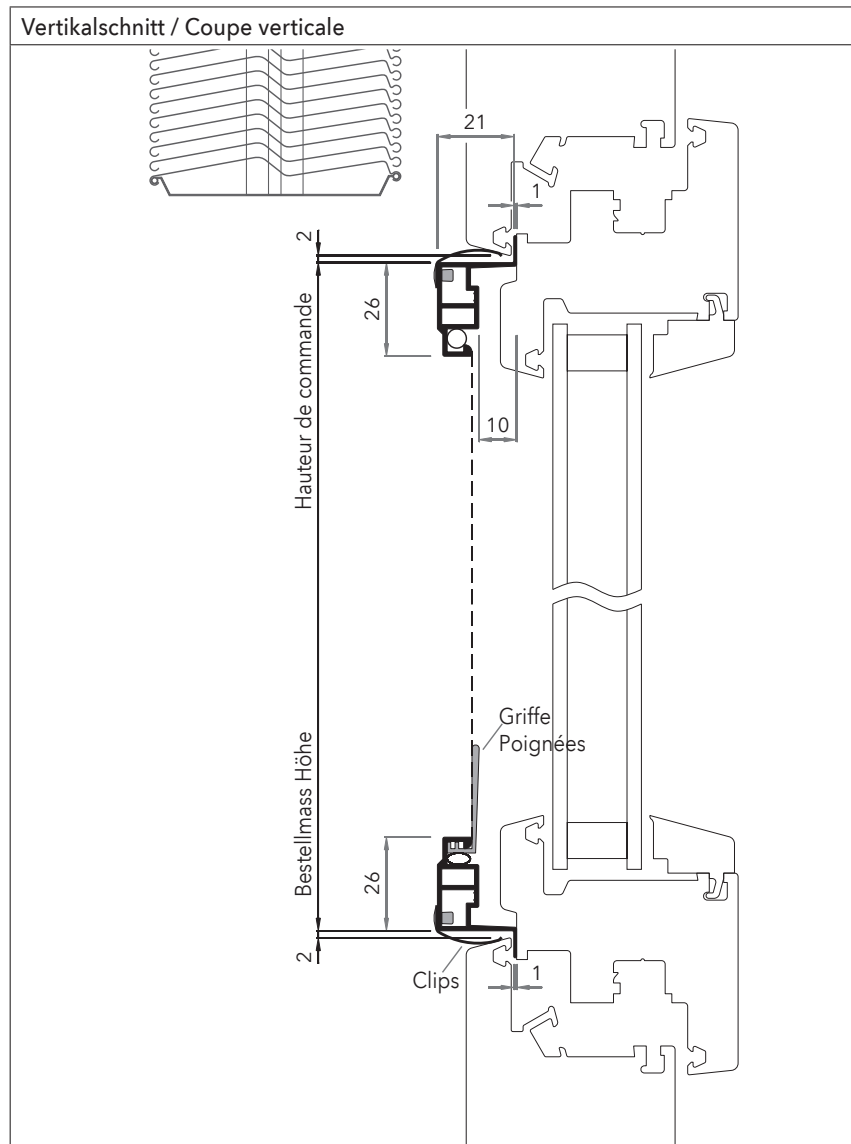 Vertikalschnitt / Coupe verticale
21
1
2
26
Hauteur de commande
10
Griffe
Poignées
Bestellmass Höhe
26
2
Clips
1